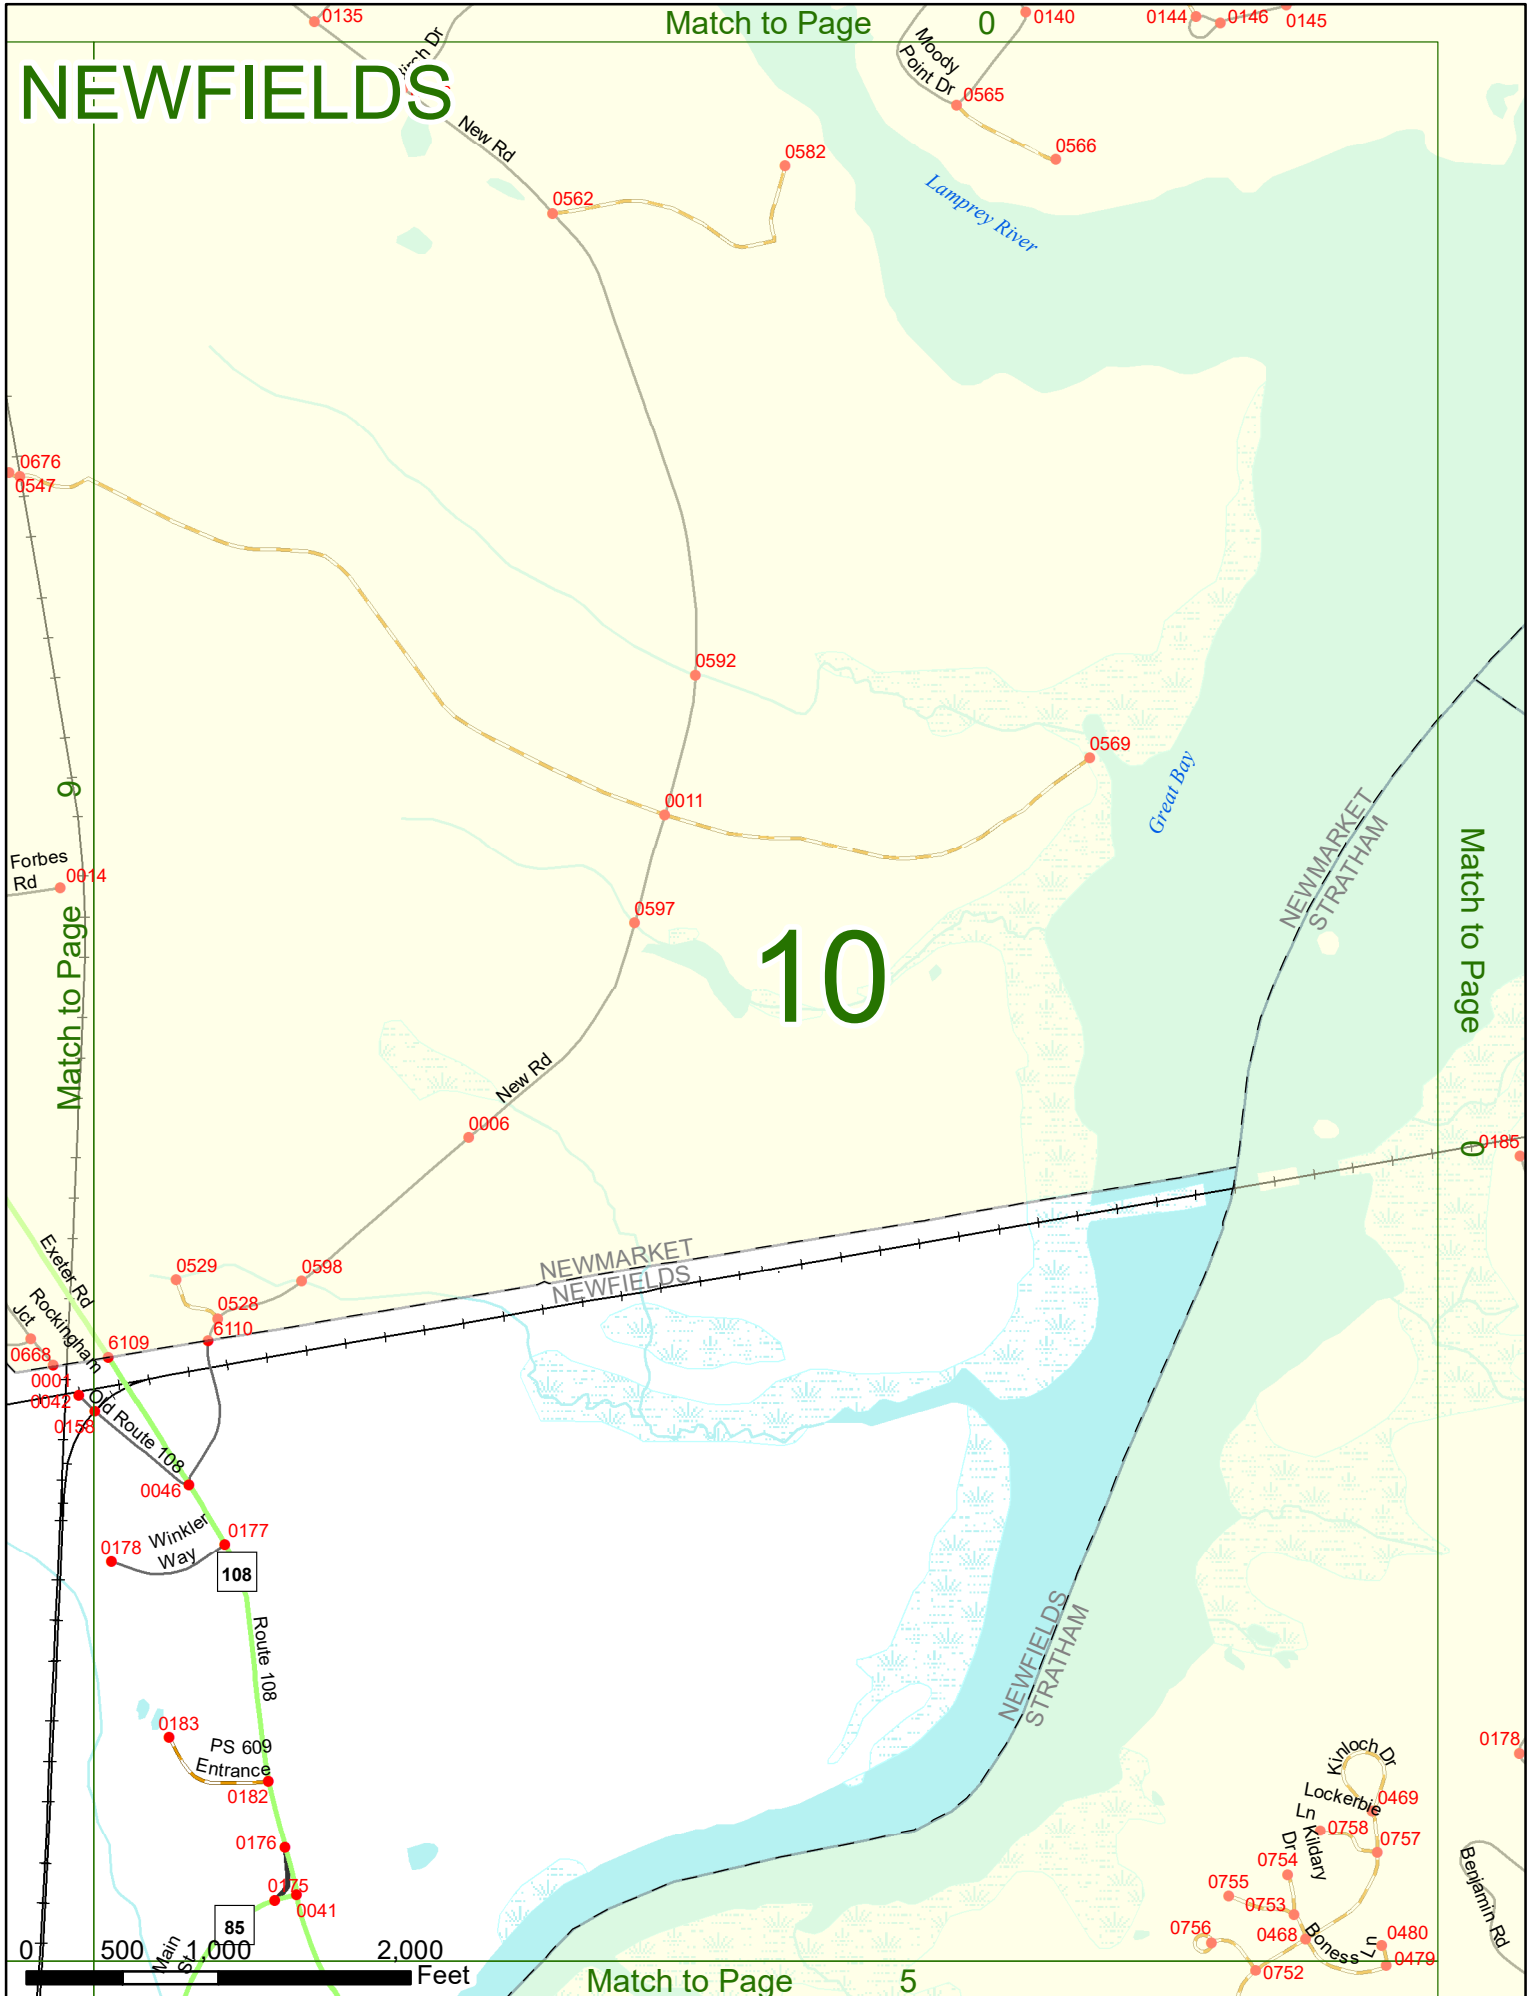 0135
Match to Page 0
0140
0144
0146
0145
NEWFIELDS
Moody
Point Dr
0565
New Rd
0566
0582
0562
Lamprey River
0676
0547
0592
0569
Great Bay
9
Match to Page
0011
NEWMARKET
STRATHAM
Forbes
Rd
0014
0597
10
Match to Page
0
New Rd
0006
0185
Exeter Rd
0529
0598
NEWMARKET
NEWFIELDS
Rockingham
Jct
0528
6110
6109
0668
0001
0042
0158
Old Route 108
0046
Winkler
Way
0177
0178
108
Route 108
NEWFIELDS
STRATHAM
0183
PS 609
Entrance
0182
0178
Kinloch Dr
Lockerbie
Ln
0469
0758
Kildary
Dr
0757
0176
0754
0755
0753
Benjamin Rd
0175
0041
85
0756
0468
Boness
Ln
0480
0479
0752
Main
St
0 500 1,000 2,000
Feet
Match to Page 5